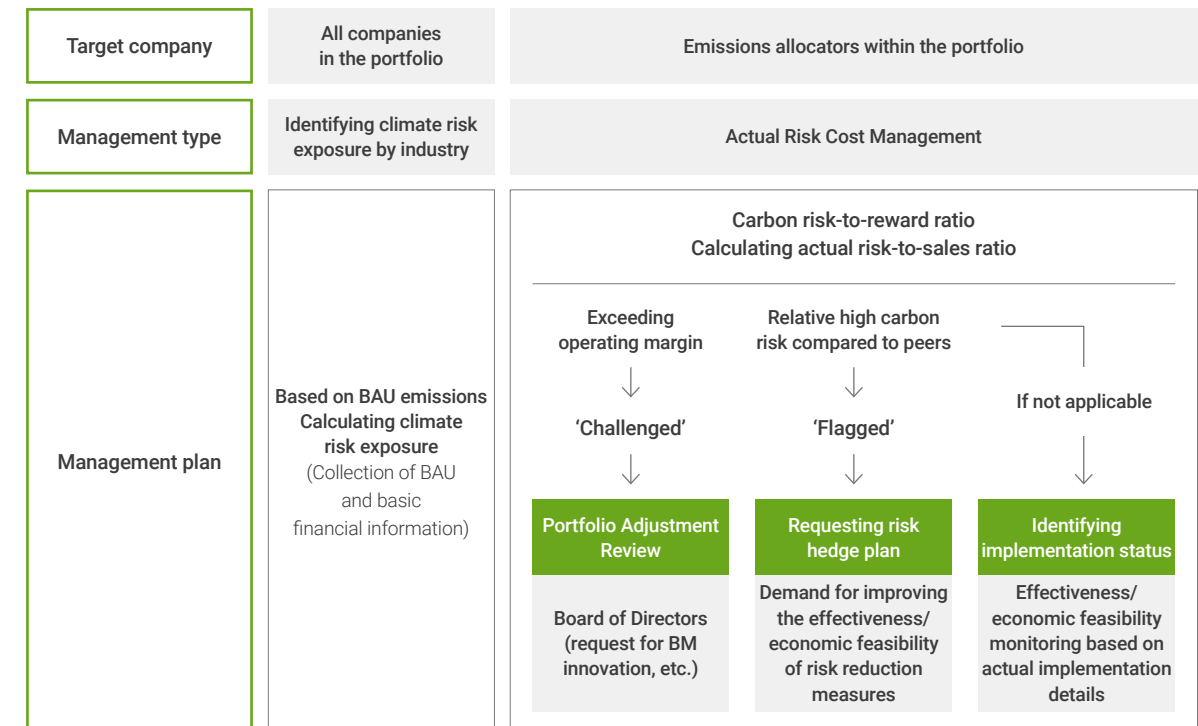 Target company
All companies
in the portfolio
Emissions allocators within the portfolio
Management type
Identifying climate risk
exposure by industry
Actual Risk Cost Management
Management plan
Based on BAU emissions
Calculating climate
risk exposure
(Collection of BAU
and basic
financial information)
Carbon risk-to-reward ratio
Calculating actual risk-to-sales ratio
Exceeding
operating margin
'Challenged'
Portfolio Adjustment
Review
Board of Directors
(request for BM
innovation, etc.)
Relative high carbon
risk compared to peers
'Flagged'
Requesting risk
hedge plan
Demand for improving
the effectiveness/
economic feasibility
of risk reduction
measures
If not applicable
Identifying
implementation status
Effectiveness/
economic feasibility
monitoring based on
actual implementation
details